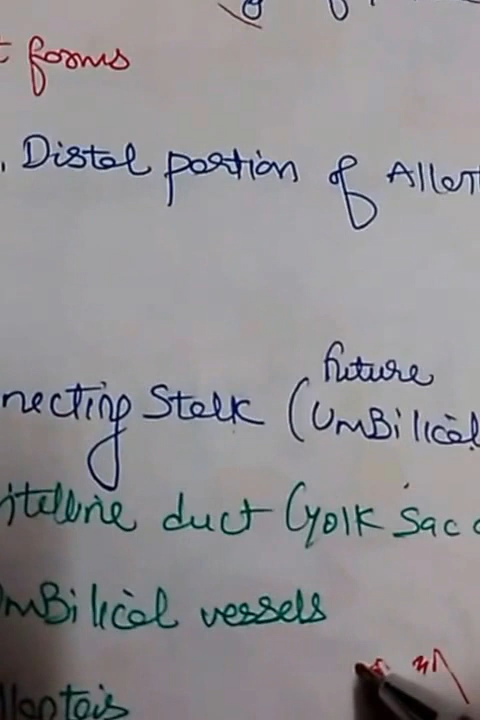 forms
Distal portion of Allan
necting Stalk (future
Umbilical
itelline duct (yolk Sac d
mBilical vessels
llantois